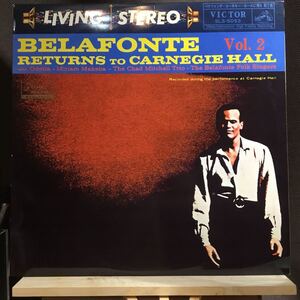 LIVING STEREO
VICTOR
BELAFONTE Vol. 2
RETURNS TO CARNEGIE HALL
with Odetta - Miriam Makeba - The Chad Mitchell Trio - The Belafonte Folk Singers
Recorded during the performance at Carnegie Hall